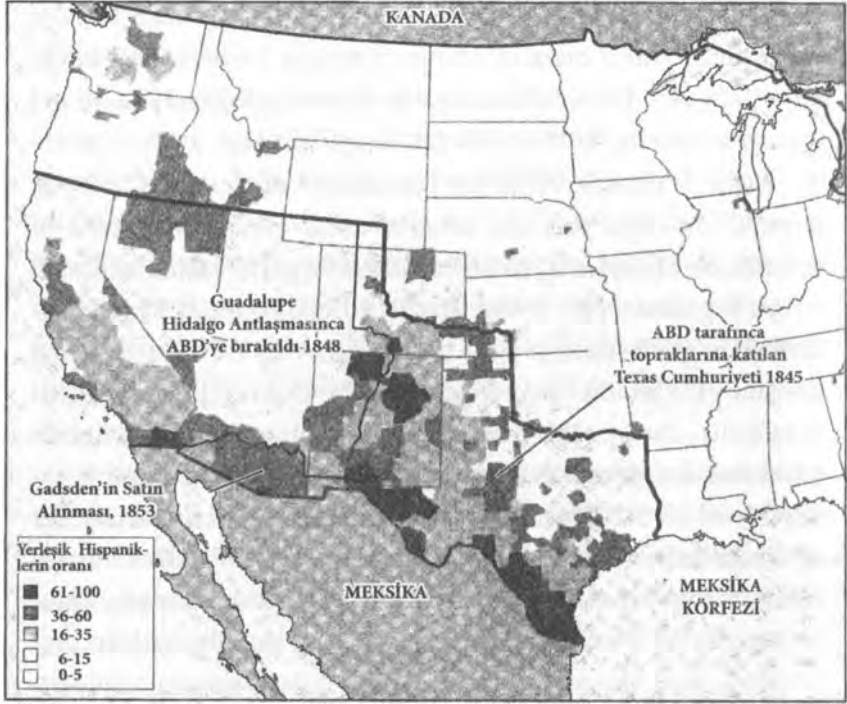 KANADA
Guadalupe
Hidalgo Antlaşmasınca
ABD'ye bırakıldı 1848
ABD tarafınca
topraklarına katılan
Texas Cumhuriyeti 1845
Gadsden'in Satın
Alınması, 1853
Yerleşik Hispanik-
lerin oranı
61-100
36-60
16-35
6-15
0-5
MEKSİKA
MEKSİKA
KÖRFEZİ